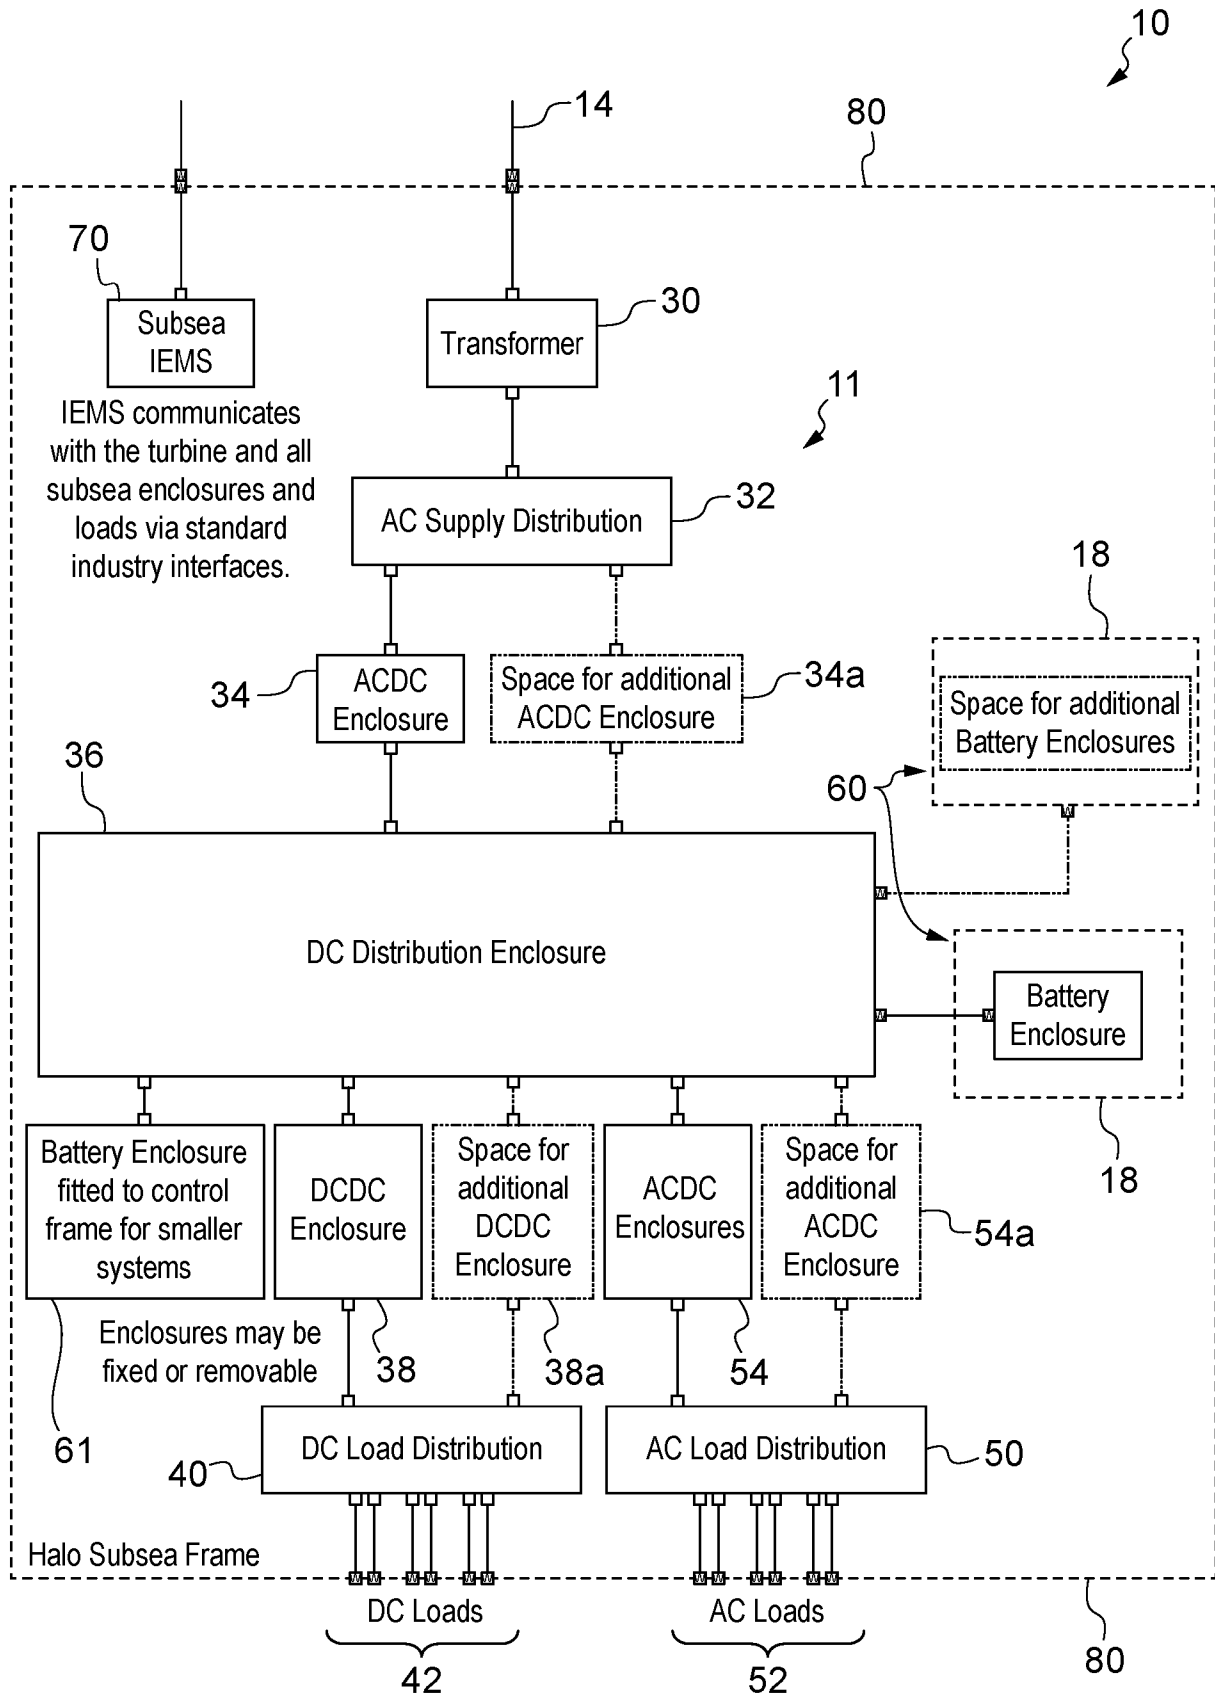 10
14
80
70
Subsea
IEMS
30
Transformer
IEMS communicates
with the turbine and all
subsea enclosures and
loads via standard
industry interfaces.
11
AC Supply Distribution
32
18
34
ACDC
Enclosure
Space for additional
ACDC Enclosure
34a
Space for additional
Battery Enclosures
36
60
DC Distribution Enclosure
Battery
Enclosure
18
Battery Enclosure
fitted to control
frame for smaller
systems
DCDC
Enclosure
Space for
additional
DCDC
Enclosure
ACDC
Enclosures
Space for
additional
ACDC
Enclosure
54a
Enclosures may be
fixed or removable
38
38a
54
61
40
DC Load Distribution
AC Load Distribution
50
Halo Subsea Frame
DC Loads
AC Loads
80
42
52